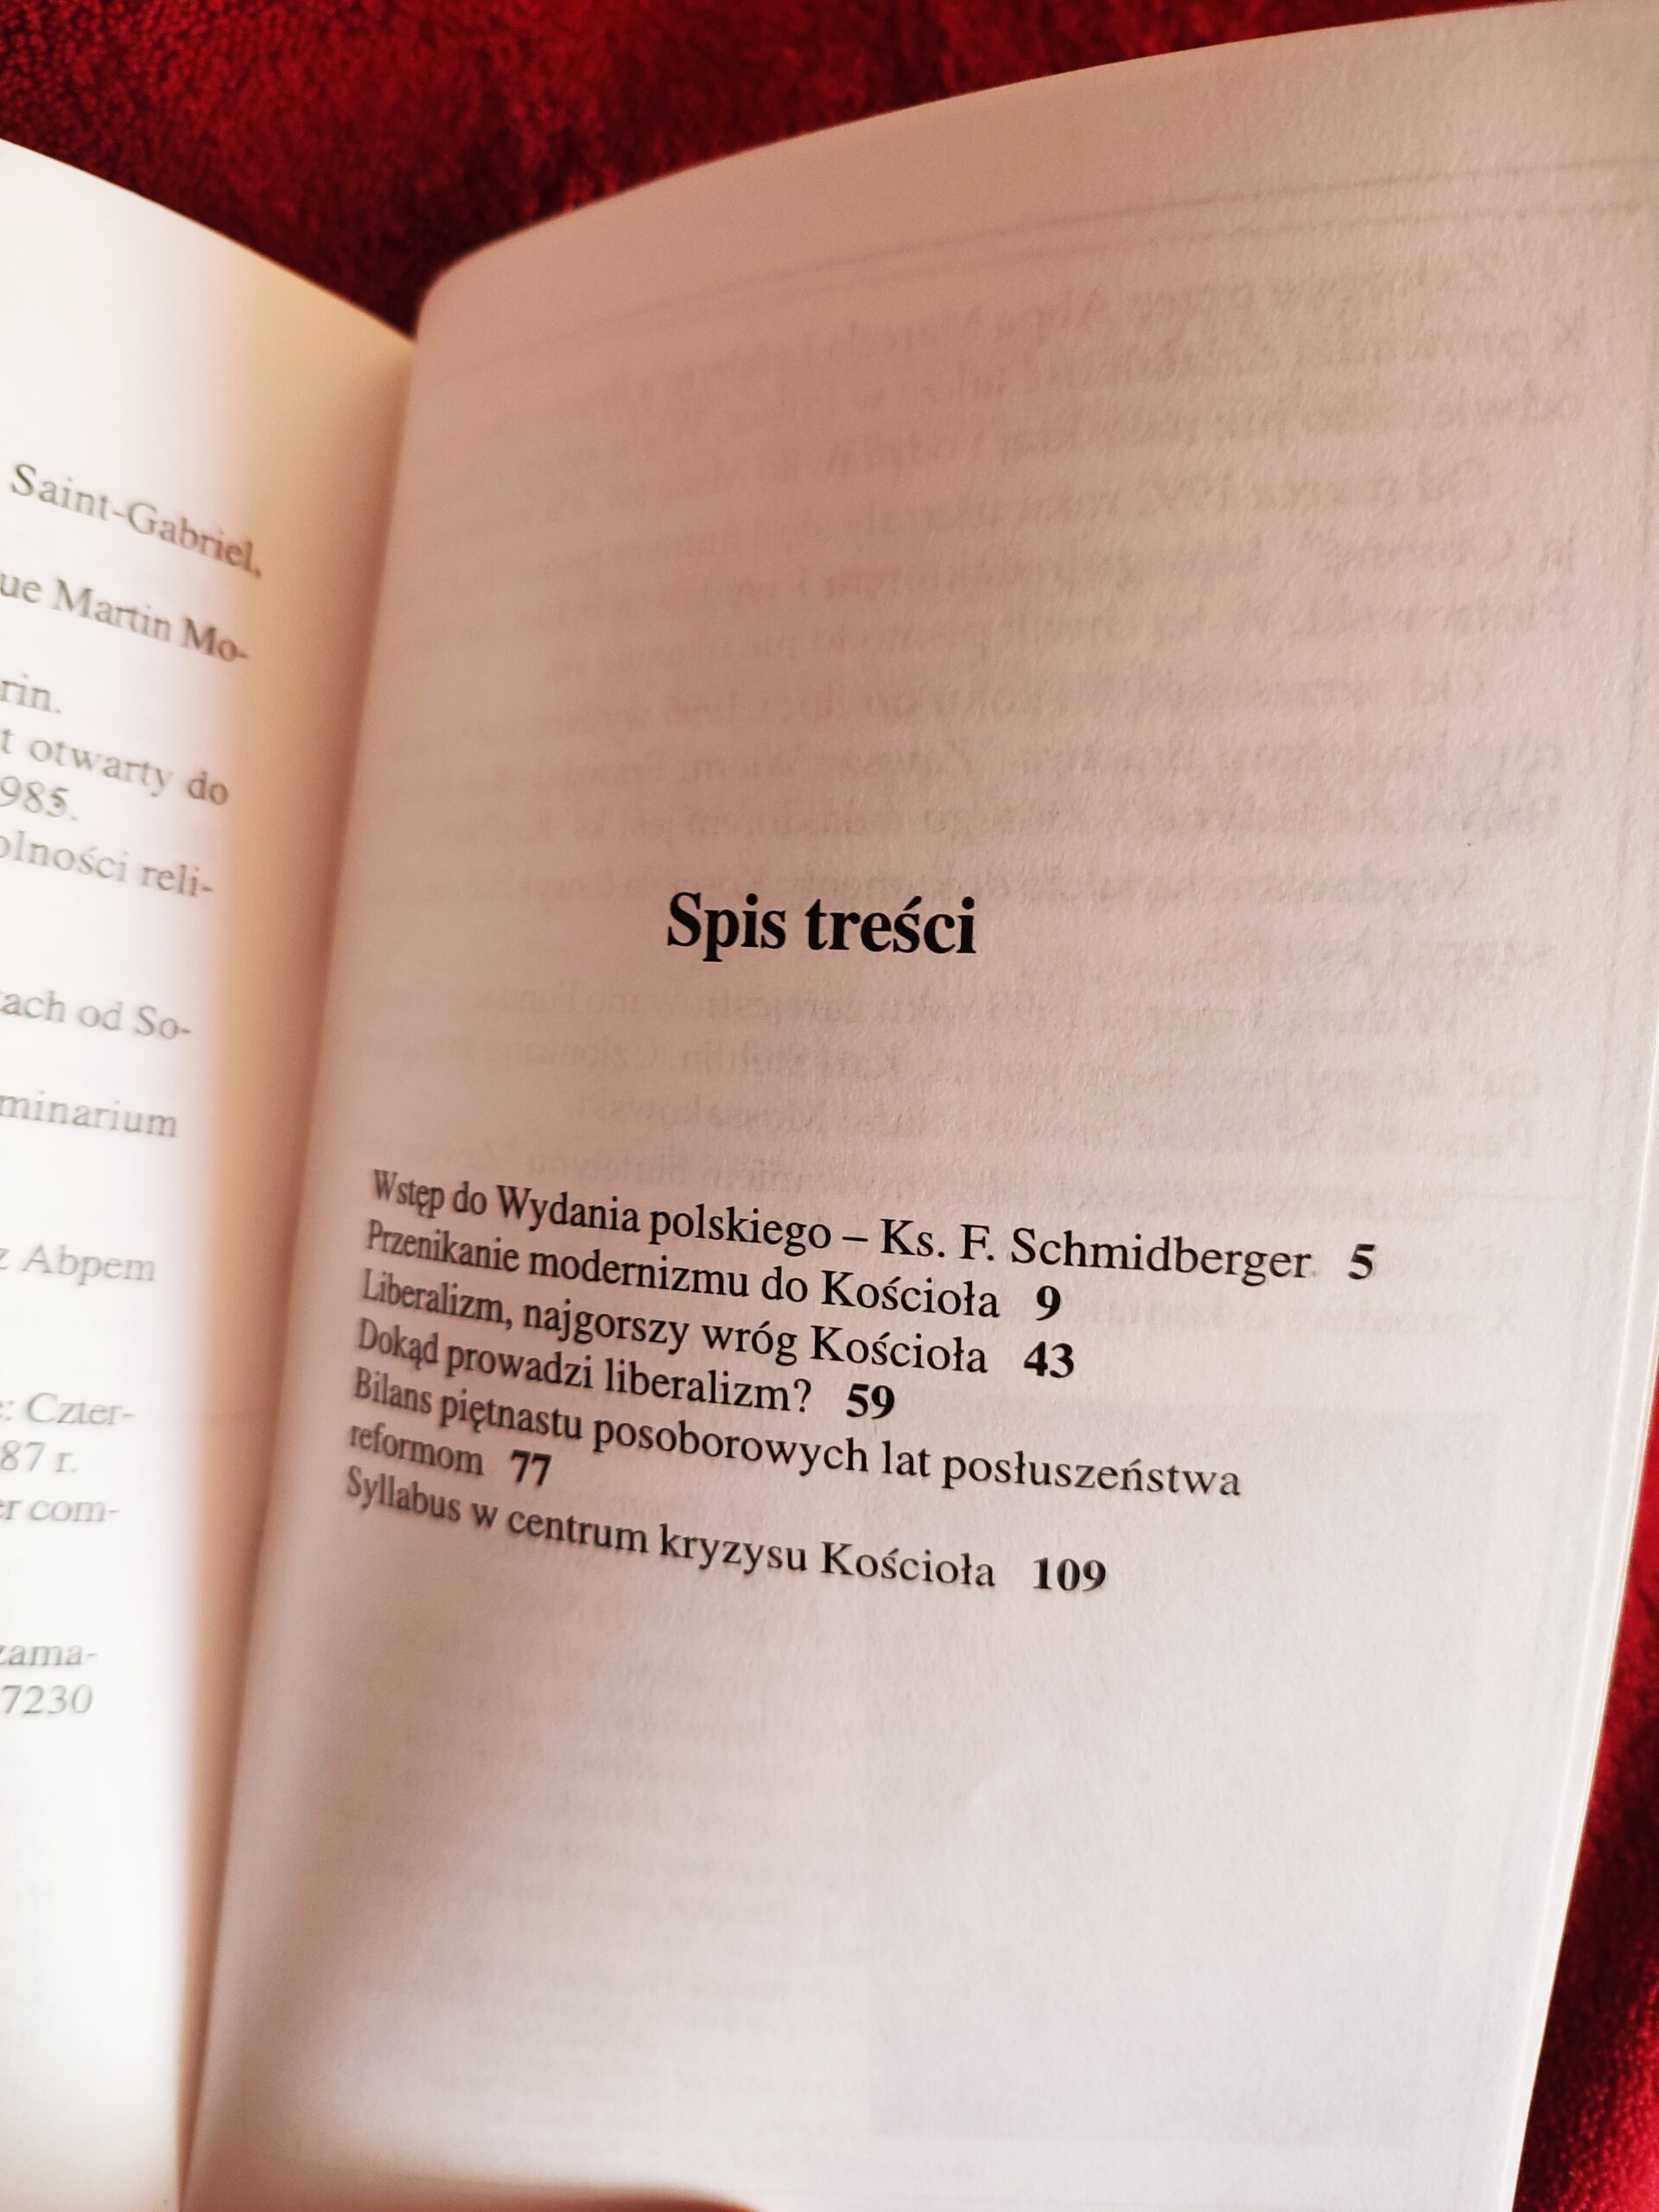 Saint-Gabriel,
ue Martin Mo-
rin.
t otwarty do
985.
olności reli-
ach od So-
minarium
z Abpem
: Czter-
87 r.
er com-
zama-
7230
Spis treści
Wstęp do Wydania polskiego – Ks. F. Schmidberger 5
Przenikanie modernizmu do Kościoła 9
Liberalizm, najgorszy wróg Kościoła 43
Dokąd prowadzi liberalizm? 59
Bilans piętnastu posoborowych lat posłuszeństwa
reformom 77
Syllabus w centrum kryzysu Kościoła 109